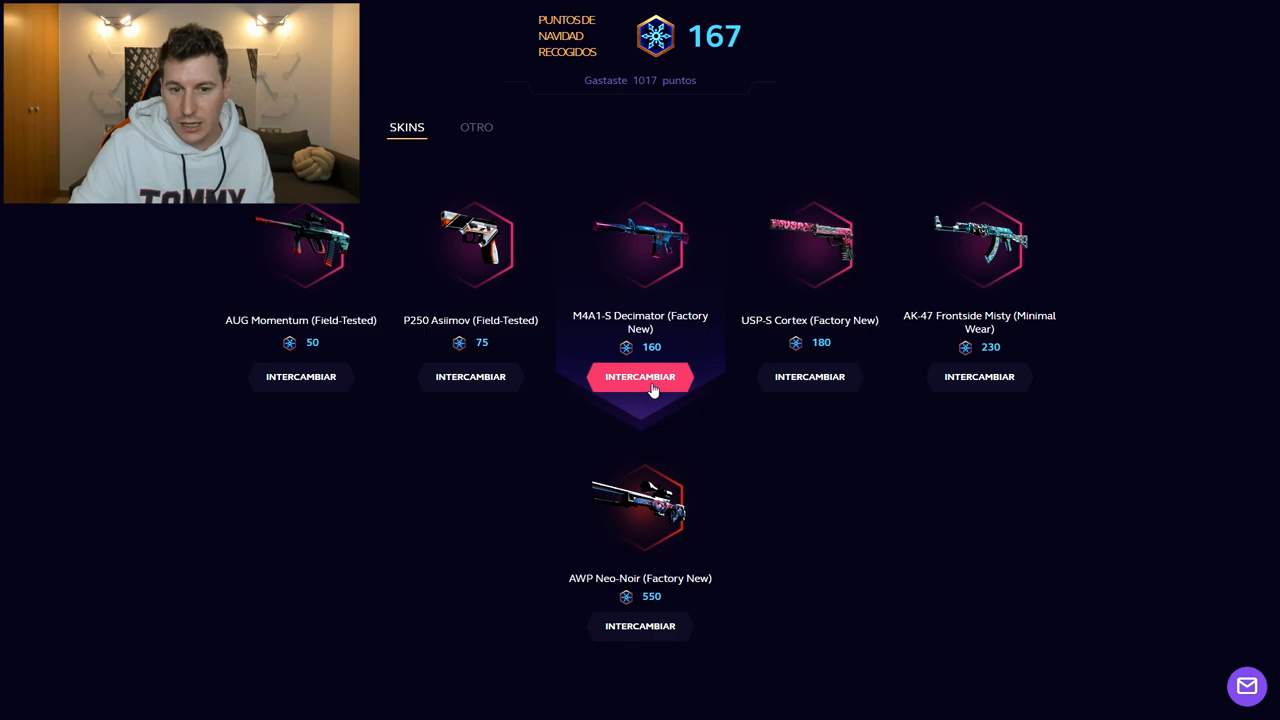 PUNTOS DE
NAVIDAD
RECOGIDOS
167
Gastaste 1017 puntos
SKINS
OTRO
TOMMY
AUG Momentum (Field-Tested)
50
INTERCAMBIAR
P250 Asiimov (Field-Tested)
75
INTERCAMBIAR
M4A1-S Decimator (Factory
New)
160
INTERCAMBIAR
USP-S Cortex (Factory New)
180
INTERCAMBIAR
AK-47 Frontside Misty (Minimal
Wear)
230
INTERCAMBIAR
AWP Neo-Noir (Factory New)
550
INTERCAMBIAR